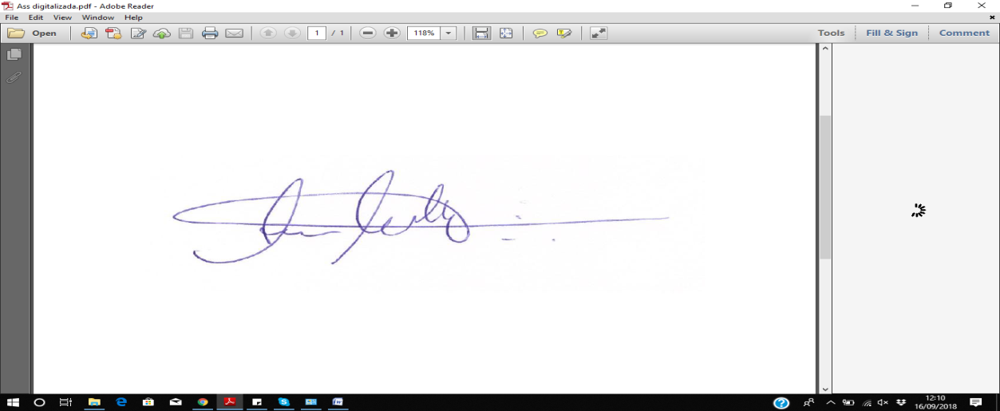 Ass digitalizada.pdf - Adobe Reader
File Edit View Window Help
Open 1 / 1 118% Tools Fill & Sign Comment
12:10
16/09/2018